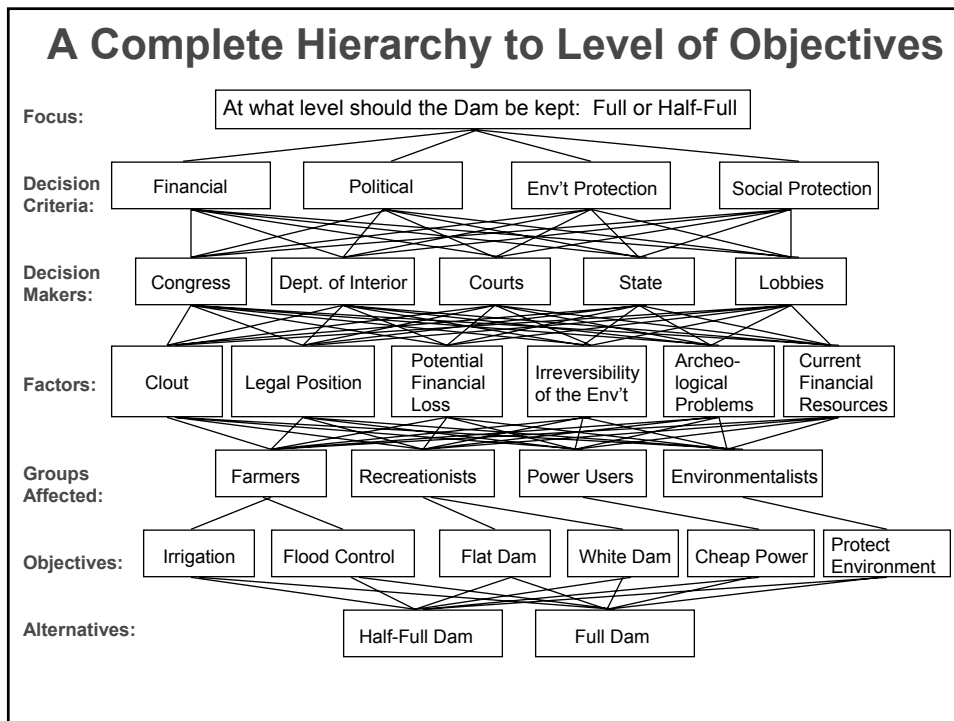 A Complete Hierarchy to Level of Objectives
Focus:
At what level should the Dam be kept: Full or Half-Full
Decision
Criteria:
Financial
Political
Env't Protection
Social Protection
Decision
Makers:
Congress
Dept. of Interior
Courts
State
Lobbies
Factors:
Clout
Legal Position
Potential
Financial
Loss
Irreversibility
of the Env't
Archeo-
logical
Problems
Current
Financial
Resources
Groups
Affected:
Farmers
Recreationists
Power Users
Environmentalists
Objectives:
Irrigation
Flood Control
Flat Dam
White Dam
Cheap Power
Protect
Environment
Alternatives:
Half-Full Dam
Full Dam